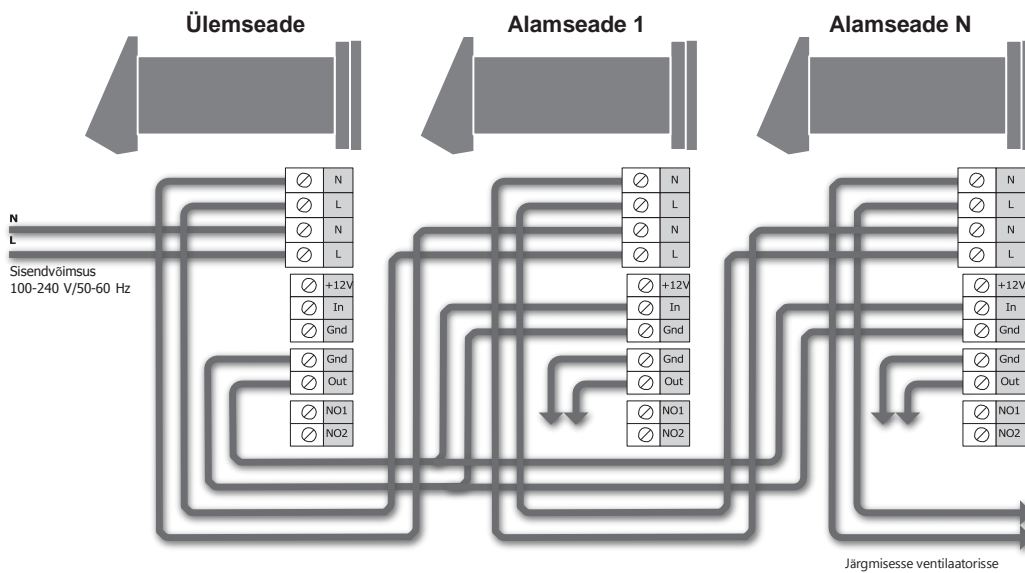 Ülemseade
Alamseade 1
Alamseade N
N
L
Sisendvõimsus
100-240 V/50-60 Hz
N
L
N
L
+12V
In
Gnd
Gnd
Out
NO1
NO2
N
L
N
L
+12V
In
Gnd
Gnd
Out
NO1
NO2
N
L
N
L
+12V
In
Gnd
Gnd
Out
NO1
NO2
Järgmisesse ventilaatorisse